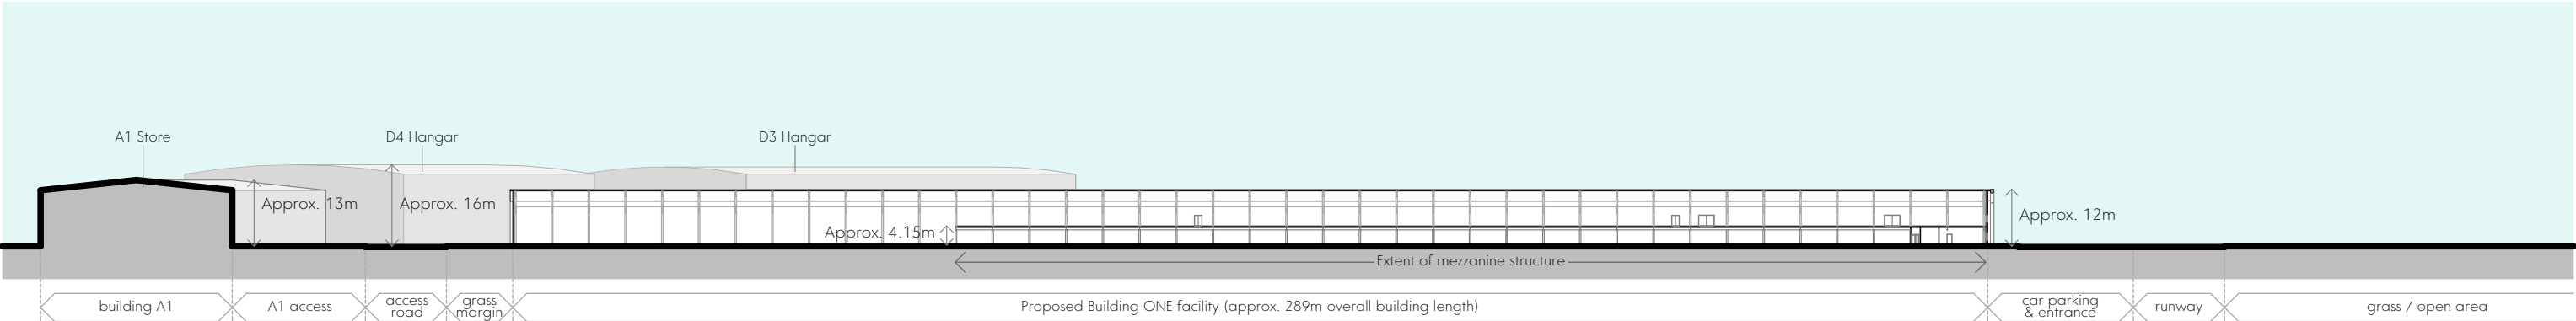 A1 Store
D4 Hangar
D3 Hangar
Approx. 13m
Approx. 16m
Approx. 12m
Approx. 4.15m
Extent of mezzanine structure
building A1
A1 access
access
road
grass
margin
Proposed Building ONE facility (approx. 289m overall building length)
car parking
& entrance
runway
grass / open area